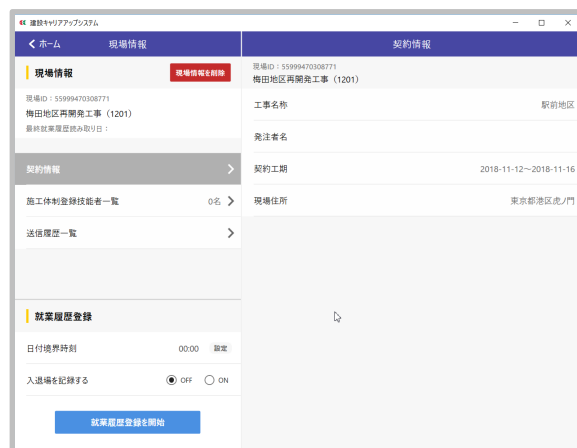 建設キャリアアップシステム
ホーム
現場情報
契約情報
現場情報
現場情報を削除
現場ID：55999470308771
梅田地区再開発工事（1201）
最終就業履歴読み取り日：
契約情報
施工体制登録技能者一覧 0名
送信履歴一覧
就業履歴登録
日付境界時刻 00:00 設定
入退場を記録する OFF ON
就業履歴登録を開始
現場ID：55999470308771
梅田地区再開発工事（1201）
工事名称 駅前地区
発注者名
契約工期 2018-11-12～2018-11-16
現場住所 東京都港区虎ノ門